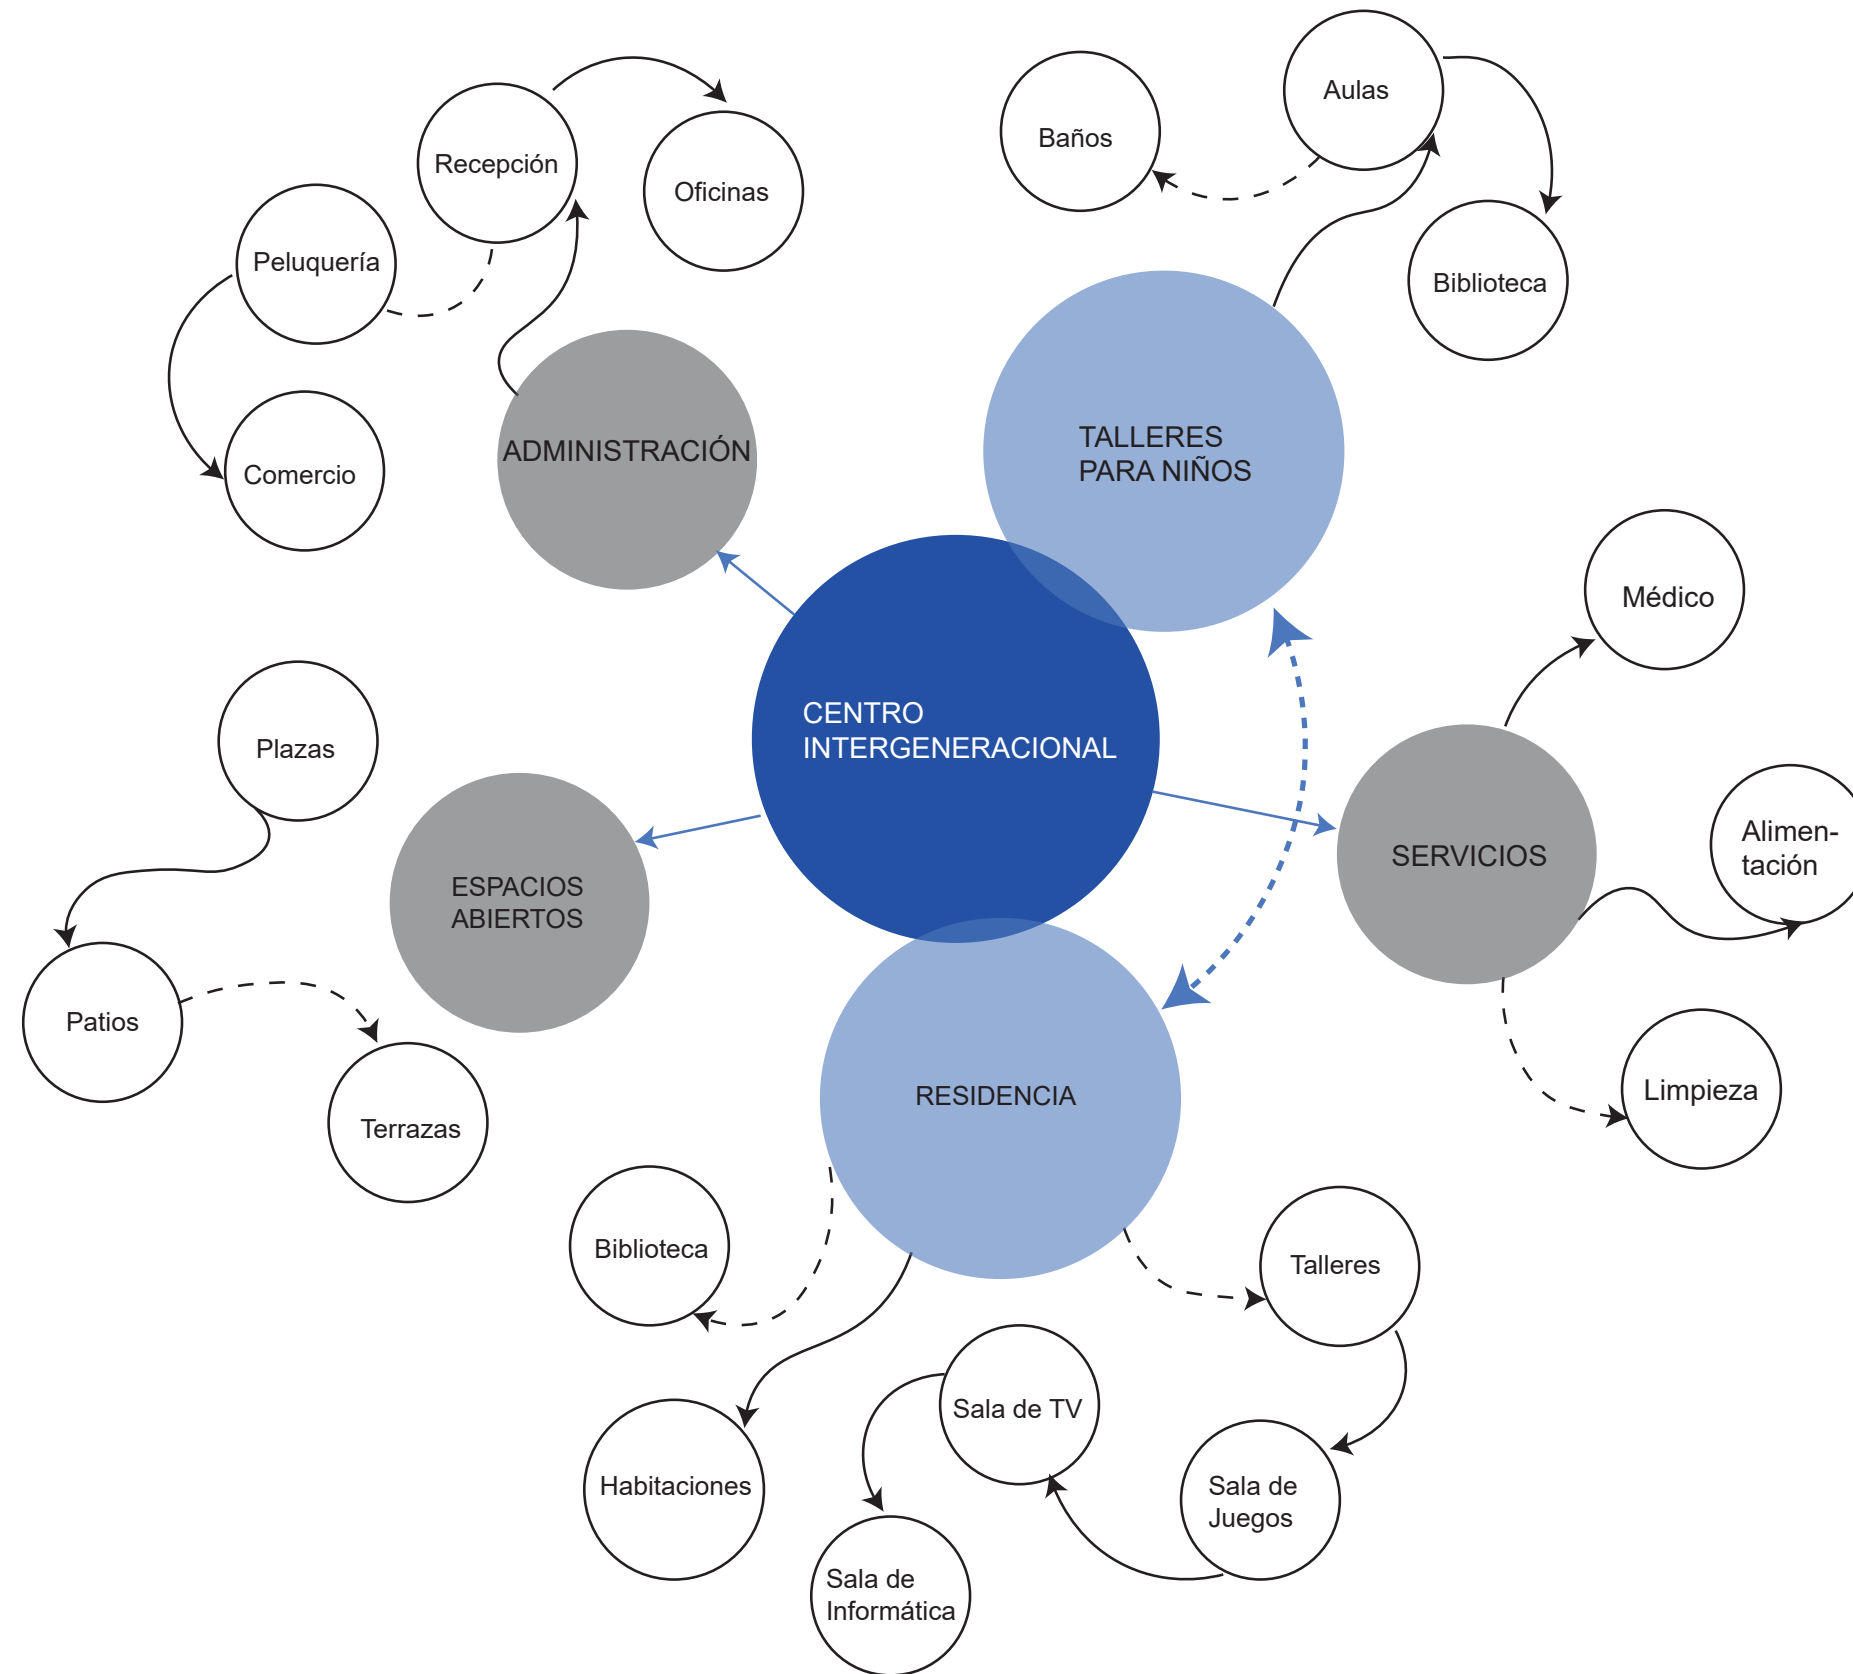 Aulas
Baños
Recepción
Oficinas
Peluquería
Biblioteca
Comercio
ADMINISTRACIÓN
TALLERES
PARA NIÑOS
Médico
CENTRO
INTERGENERACIONAL
Plazas
Alimen-
tación
SERVICIOS
ESPACIOS
ABIERTOS
Patios
Terrazas
RESIDENCIA
Limpieza
Biblioteca
Talleres
Sala de TV
Habitaciones
Sala de
Juegos
Sala de
Informática